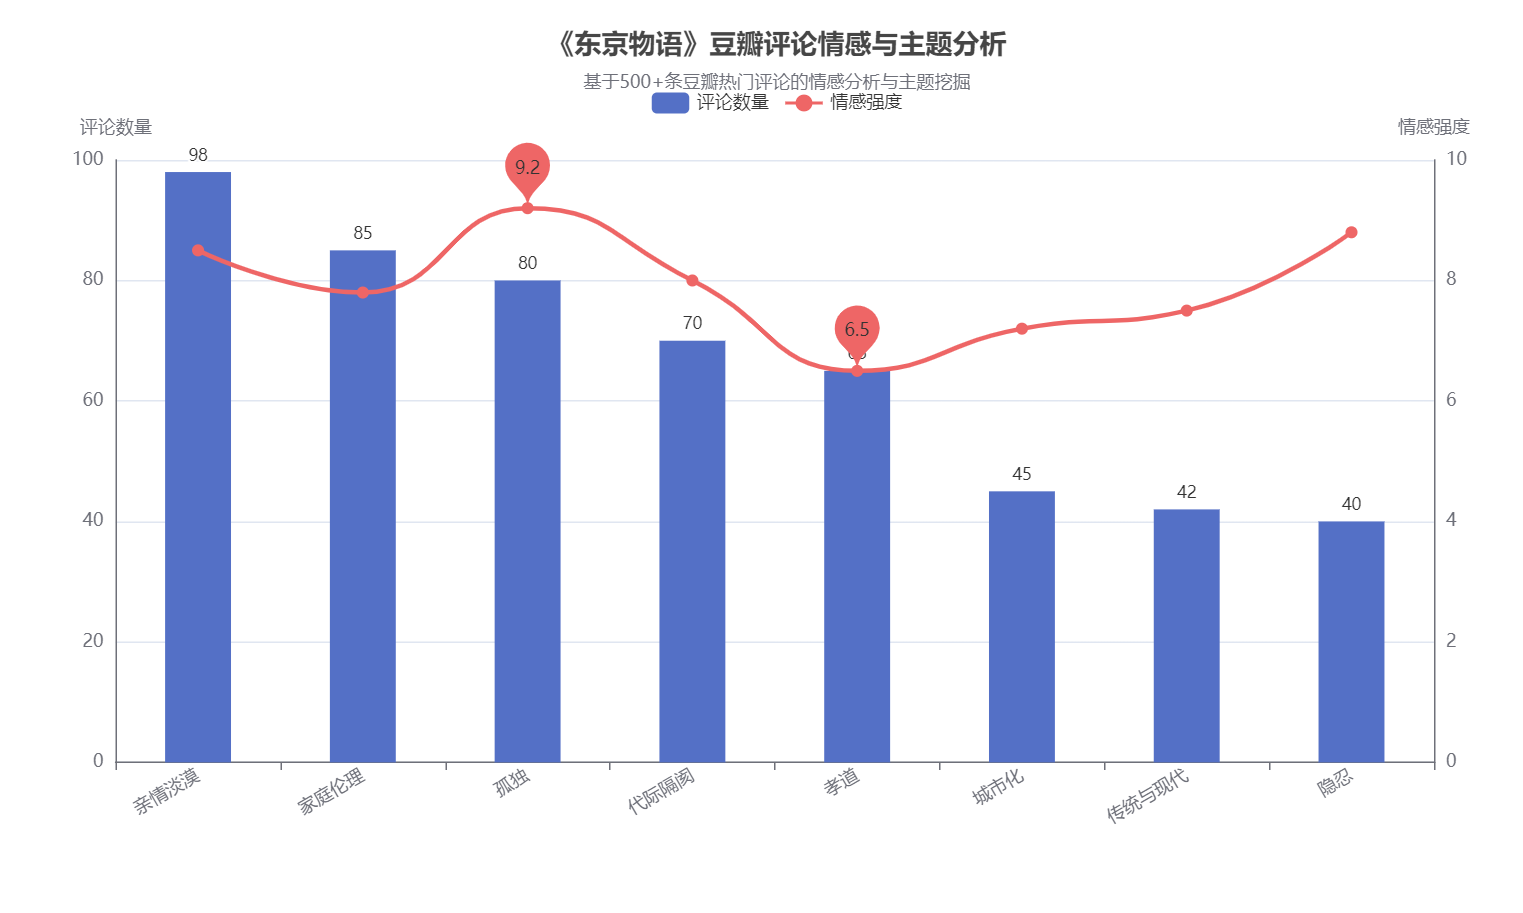 《东京物语》豆瓣评论情感与主题分析
基于500+条豆瓣热门评论的情感分析与主题挖掘
评论数量 情感强度
评论数量 情感强度
100 10
80 8
60 6
40 4
20 2
0 0
98
85
9.2
80
70
6.5
45
42
40
亲情淡漠
家庭伦理
孤独
代际隔阂
孝道
城市化
传统与现代
隐忍